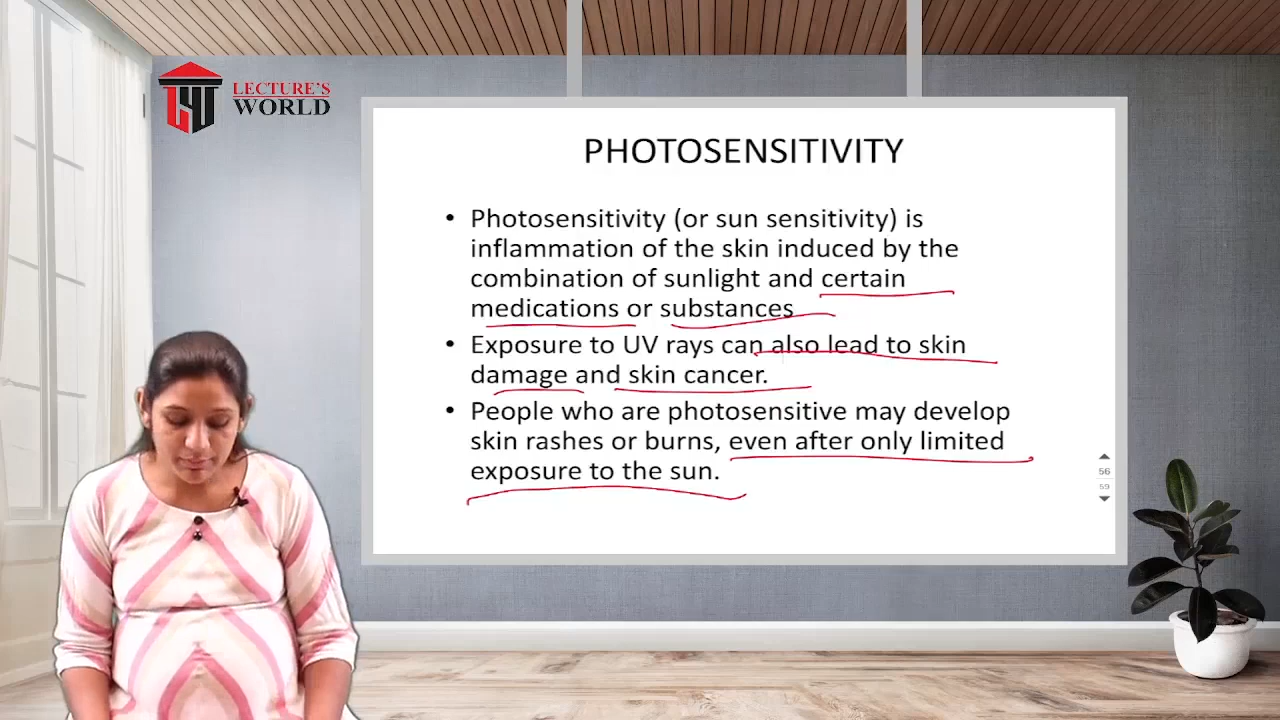 LECTURE'S
WORLD
PHOTOSENSITIVITY
• Photosensitivity (or sun sensitivity) is
inflammation of the skin induced by the
combination of sunlight and certain
medications or substances
• Exposure to UV rays can also lead to skin
damage and skin cancer.
• People who are photosensitive may develop
skin rashes or burns, even after only limited
exposure to the sun.
56
59